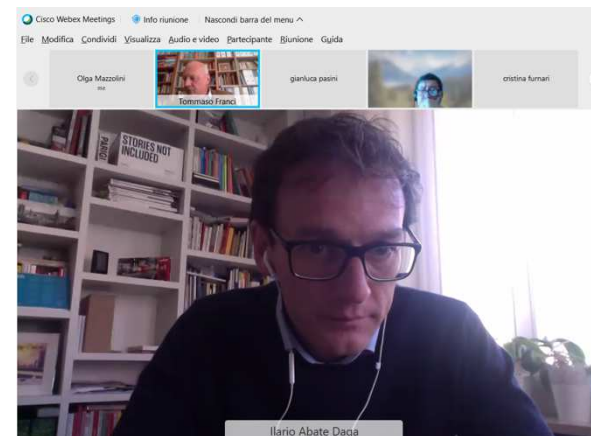 Cisco Webex Meetings Info riunione Nascondi barra del menu ^
File Modifica Condividi Visualizza Audio e video Partecipante Riunione Guida
Olga Mazzolini
Tommaso Franci
gianluca pasini
cristina furnari
PARIGI
STORIES NOT
INCLUDED
Ilario Abate Daga